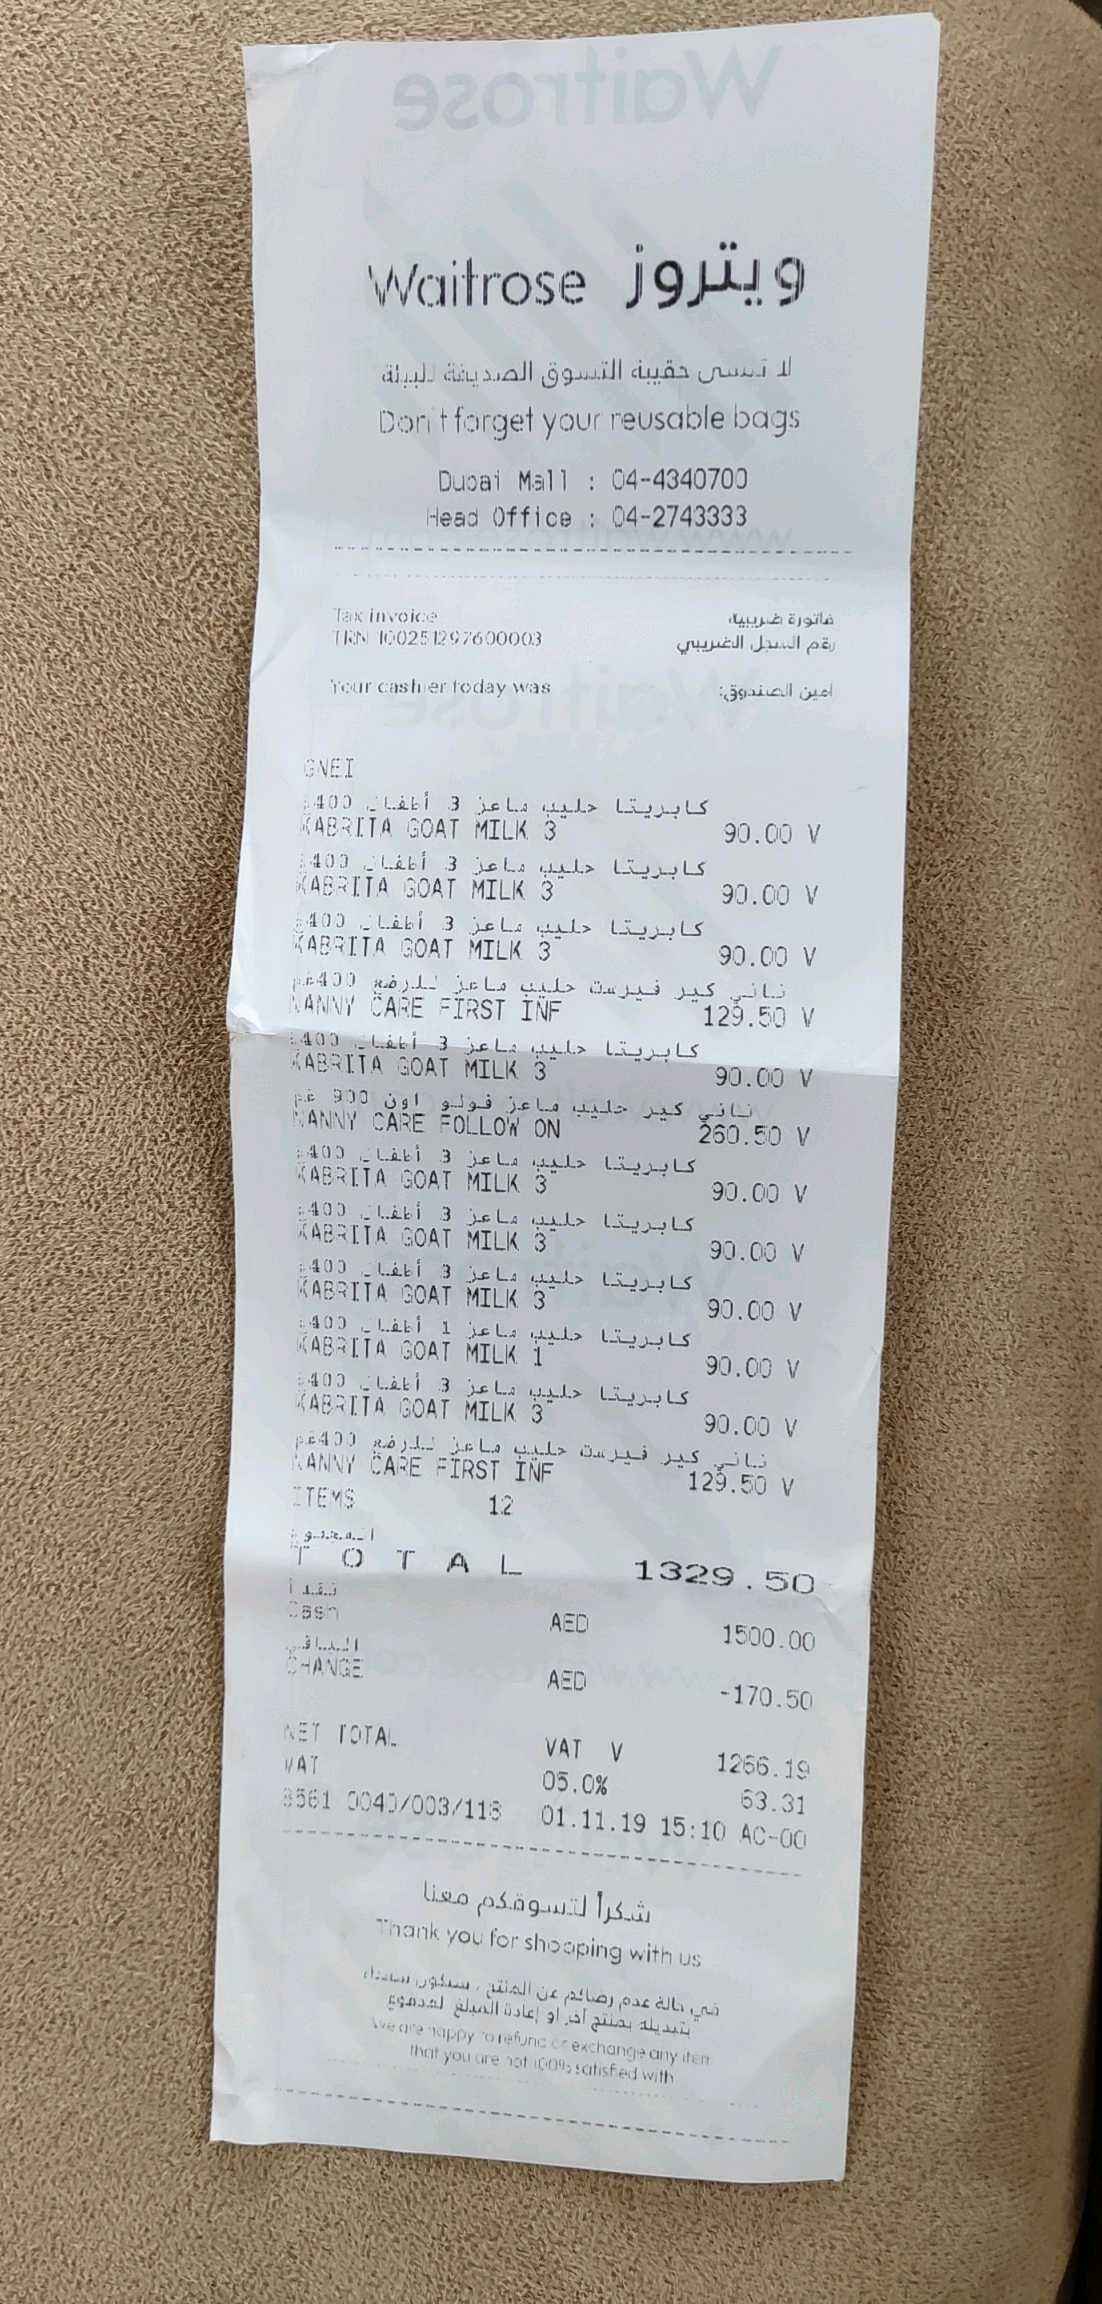 Waitrose ويتروز
لا تنسى حقيبة التسوق الصديقة للبيئة
Don't forget your reusable bags
Dubai Mall : 04-4340700
Head Office : 04-2743333
Tax invoice فاتورة ضريبية
TRN 100251297600003 رقم السجل الضريبي
Your cashier today was أمين الصندوق:
GNEI
كابريتا حليب ماعز 3 أطفال 400
KABRITA GOAT MILK 3 90.00 V
كابريتا حليب ماعز 3 أطفال 400
KABRITA GOAT MILK 3 90.00 V
كابريتا حليب ماعز 3 أطفال 400
KABRITA GOAT MILK 3 90.00 V
ناني كير فيرست حليب ماعز للرضع 400غم
NANNY CARE FIRST INF 129.50 V
كابريتا حليب ماعز 3 أطفال 400
KABRITA GOAT MILK 3 90.00 V
ناني كير حليب ماعز فولو اون 900 غم
NANNY CARE FOLLOW ON 260.50 V
كابريتا حليب ماعز 3 أطفال 400
KABRITA GOAT MILK 3 90.00 V
كابريتا حليب ماعز 3 أطفال 400
KABRITA GOAT MILK 3 90.00 V
كابريتا حليب ماعز 3 أطفال 400
KABRITA GOAT MILK 3 90.00 V
كابريتا حليب ماعز 1 أطفال 400
KABRITA GOAT MILK 1 90.00 V
كابريتا حليب ماعز 3 أطفال 400
KABRITA GOAT MILK 3 90.00 V
ناني كير فيرست حليب ماعز للرضع 400غم
NANNY CARE FIRST INF 129.50 V
ITEMS 12
المجموع
TOTAL 1329.50
نقدا
Cash AED 1500.00
الباقي
CHANGE AED -170.50
NET TOTAL VAT V 1266.19
VAT 05.0% 63.31
8561 0040/003/118 01.11.19 15:10 AC-00
شكراً لتسوقكم معنا
Thank you for shopping with us
في حالة عدم رضاكم عن المنتج ، سنكون سعداء
بتبديله بمنتج آخر او إعادة المبلغ المدفوع
We are happy to refund or exchange any item
that you are not 100% satisfied with